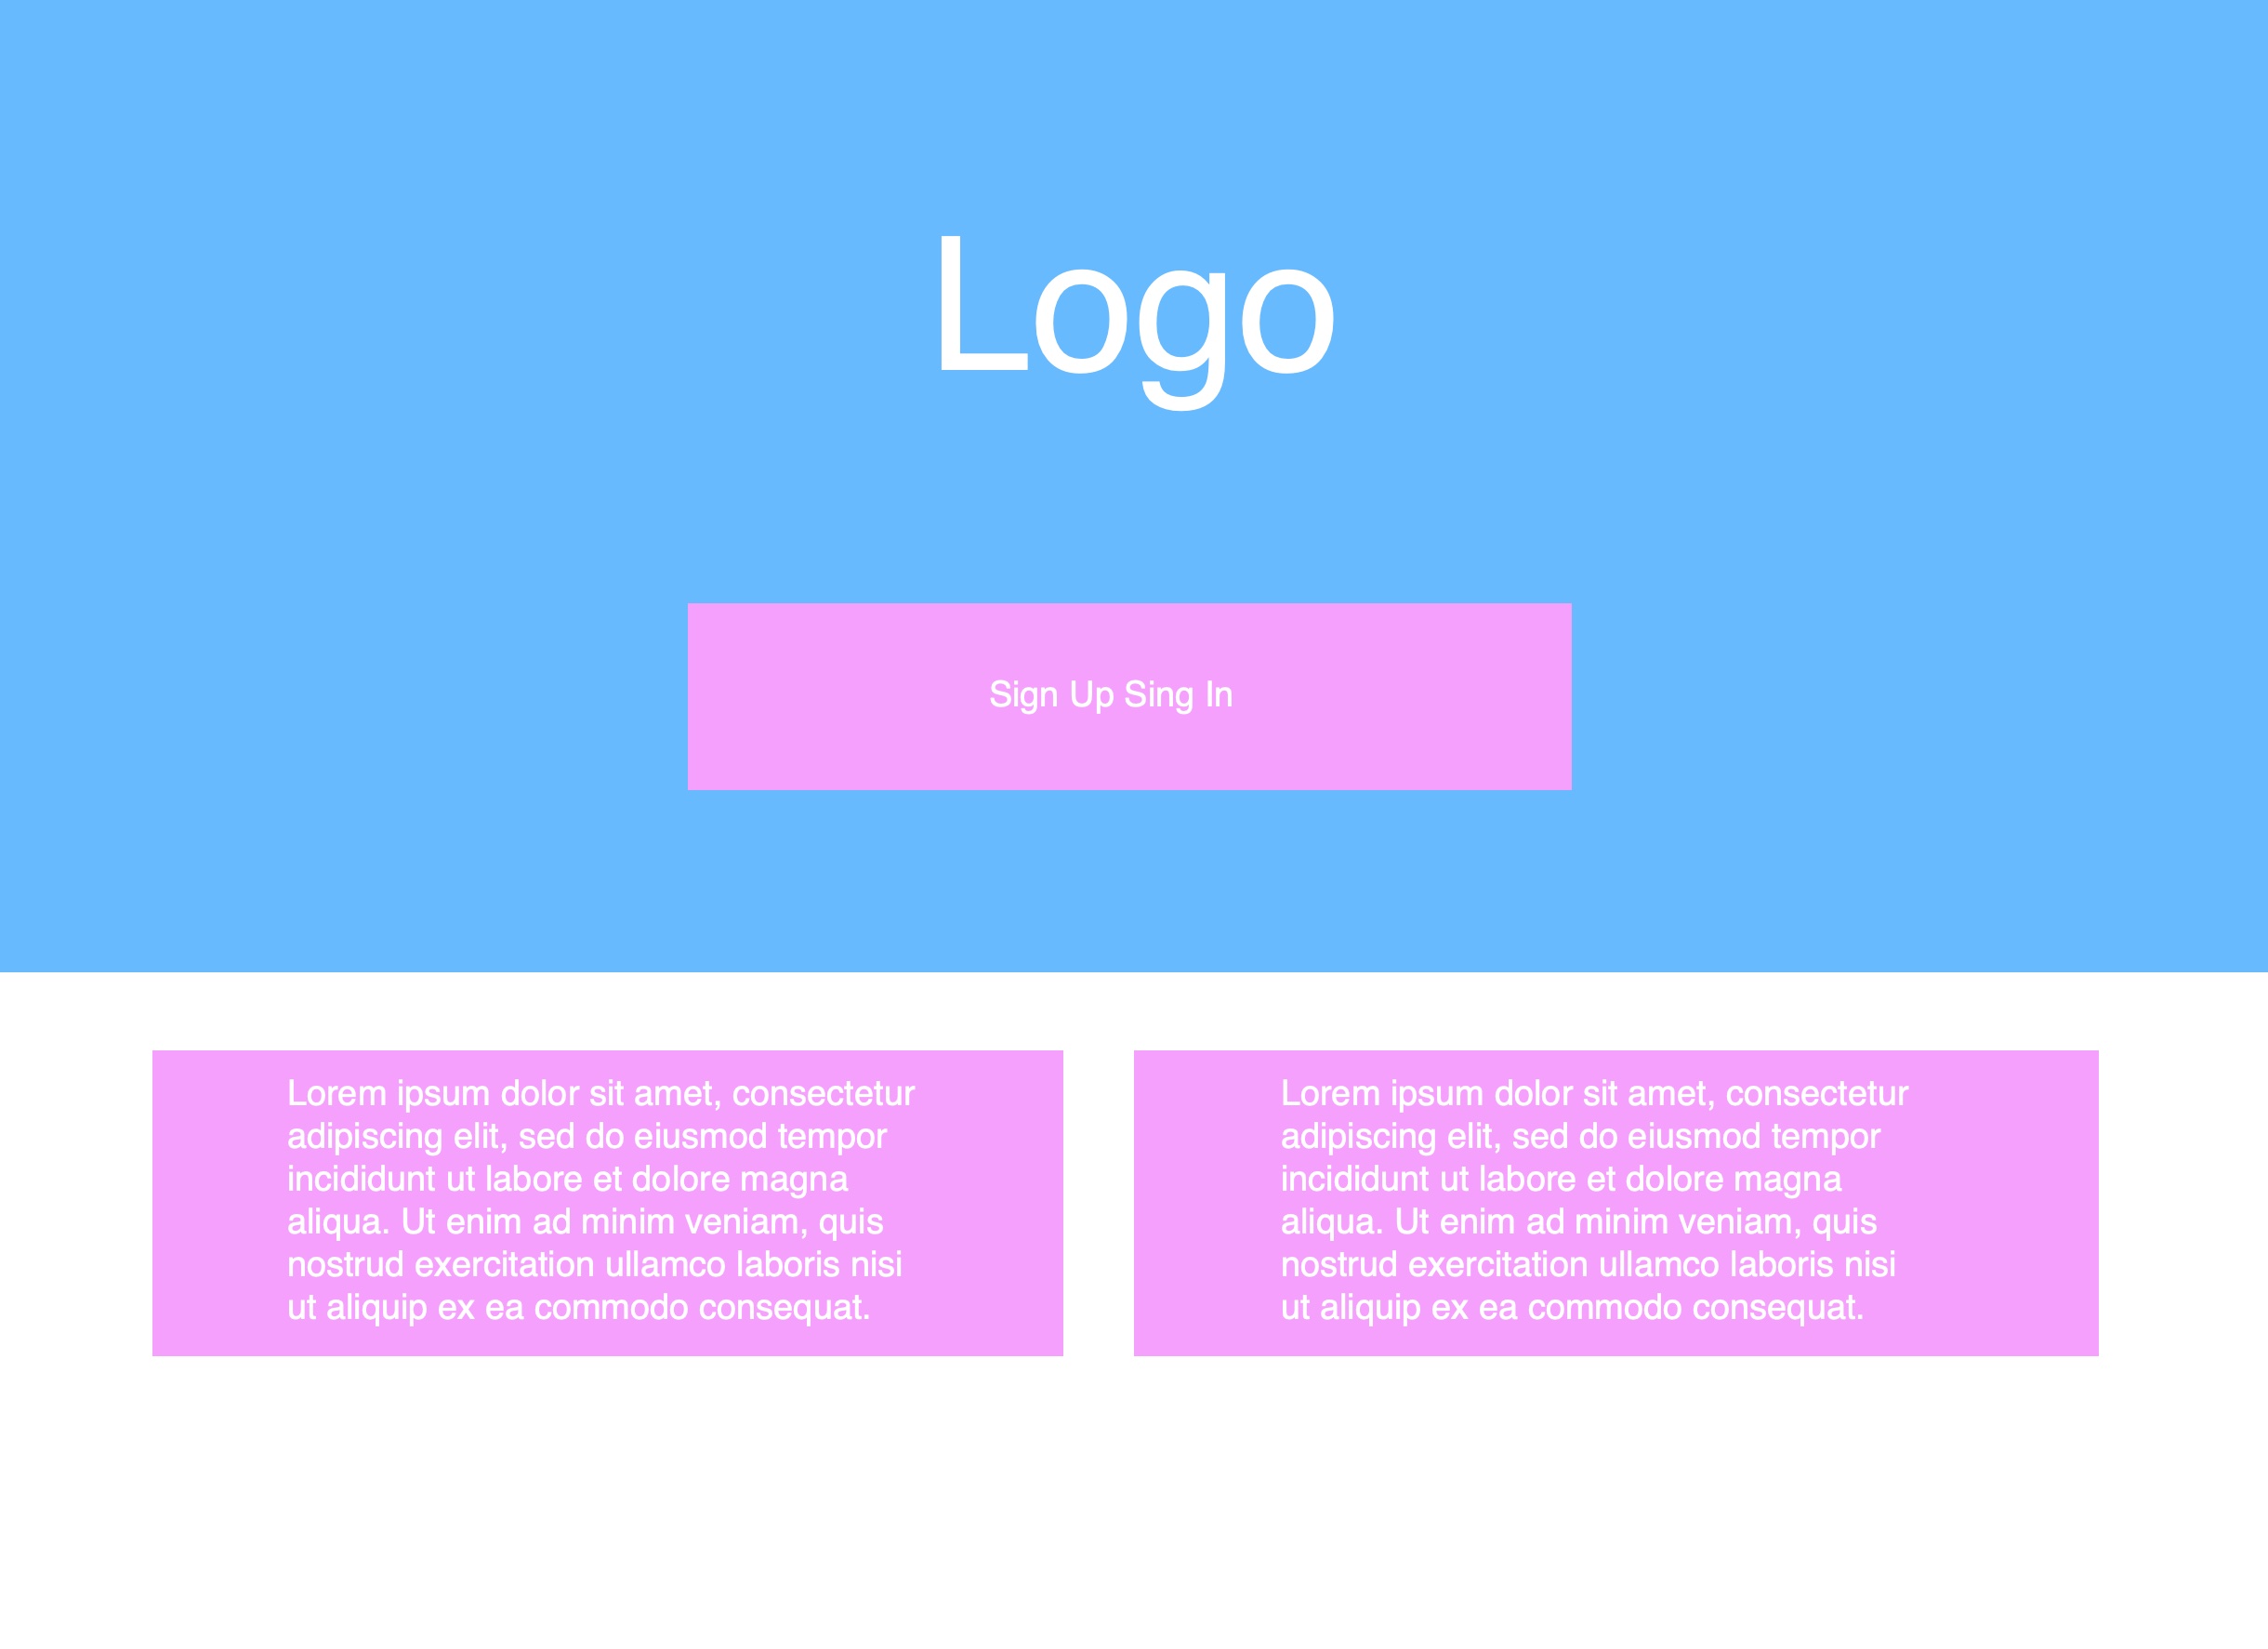 Logo
Sign Up Sing In
Lorem ipsum dolor sit amet, consectetur
adipiscing elit, sed do eiusmod tempor
incididunt ut labore et dolore magna
aliqua. Ut enim ad minim veniam, quis
nostrud exercitation ullamco laboris nisi
ut aliquip ex ea commodo consequat.
Lorem ipsum dolor sit amet, consectetur
adipiscing elit, sed do eiusmod tempor
incididunt ut labore et dolore magna
aliqua. Ut enim ad minim veniam, quis
nostrud exercitation ullamco laboris nisi
ut aliquip ex ea commodo consequat.